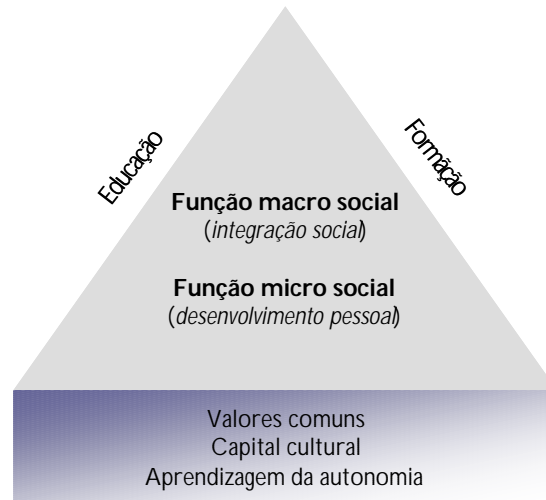 Educação
Formação
Função macro social
(integração social)
Função micro social
(desenvolvimento pessoal)
Valores comuns
Capital cultural
Aprendizagem da autonomia